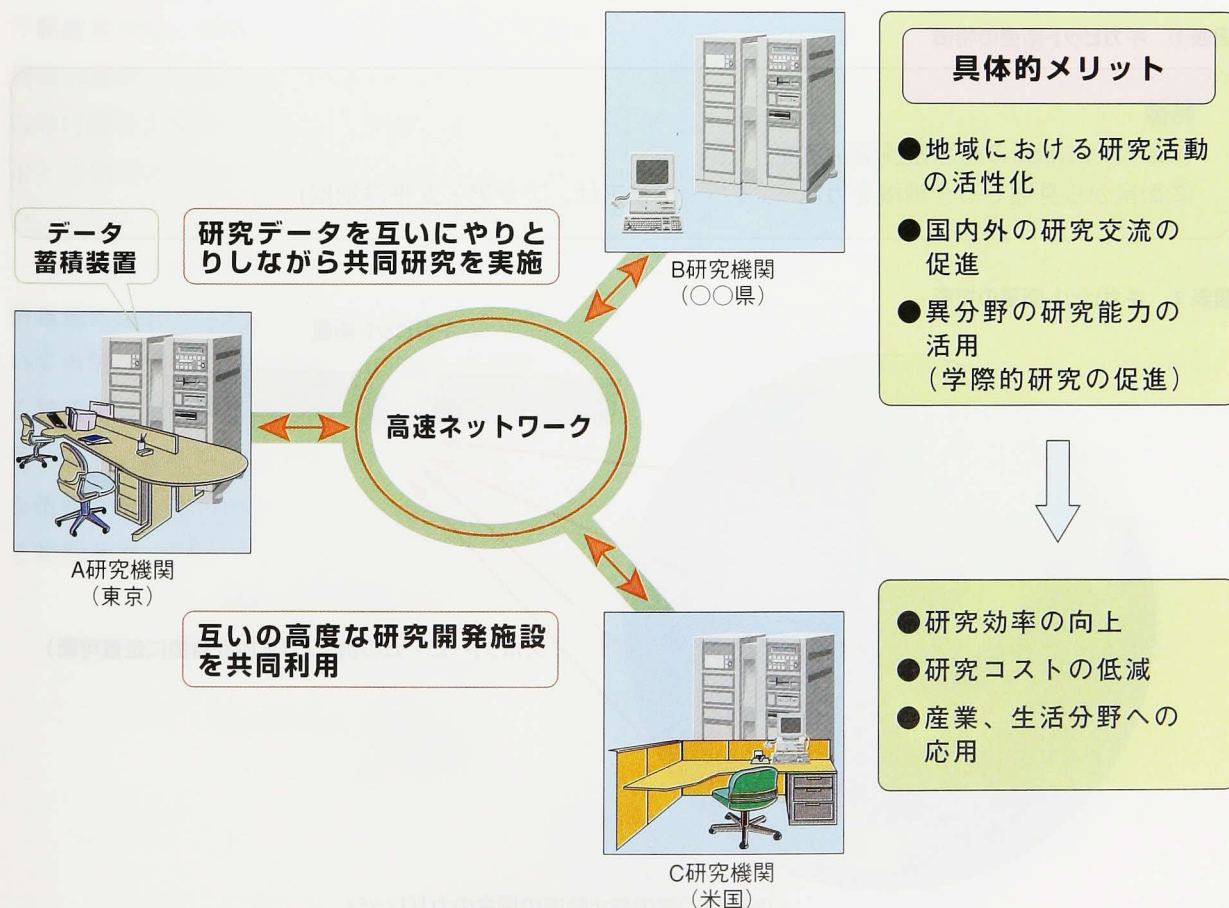 データ
蓄積装置
研究データを互いにやりと
りしながら共同研究を実施
B研究機関
(○○県)
高速ネットワーク
A研究機関
(東京)
互いの高度な研究開発施設
を共同利用
C研究機関
(米国)
具体的メリット
●地域における研究活動
の活性化
●国内外の研究交流の
促進
●異分野の研究能力の
活用
(学際的研究の促進)
●研究効率の向上
●研究コストの低減
●産業、生活分野への
応用